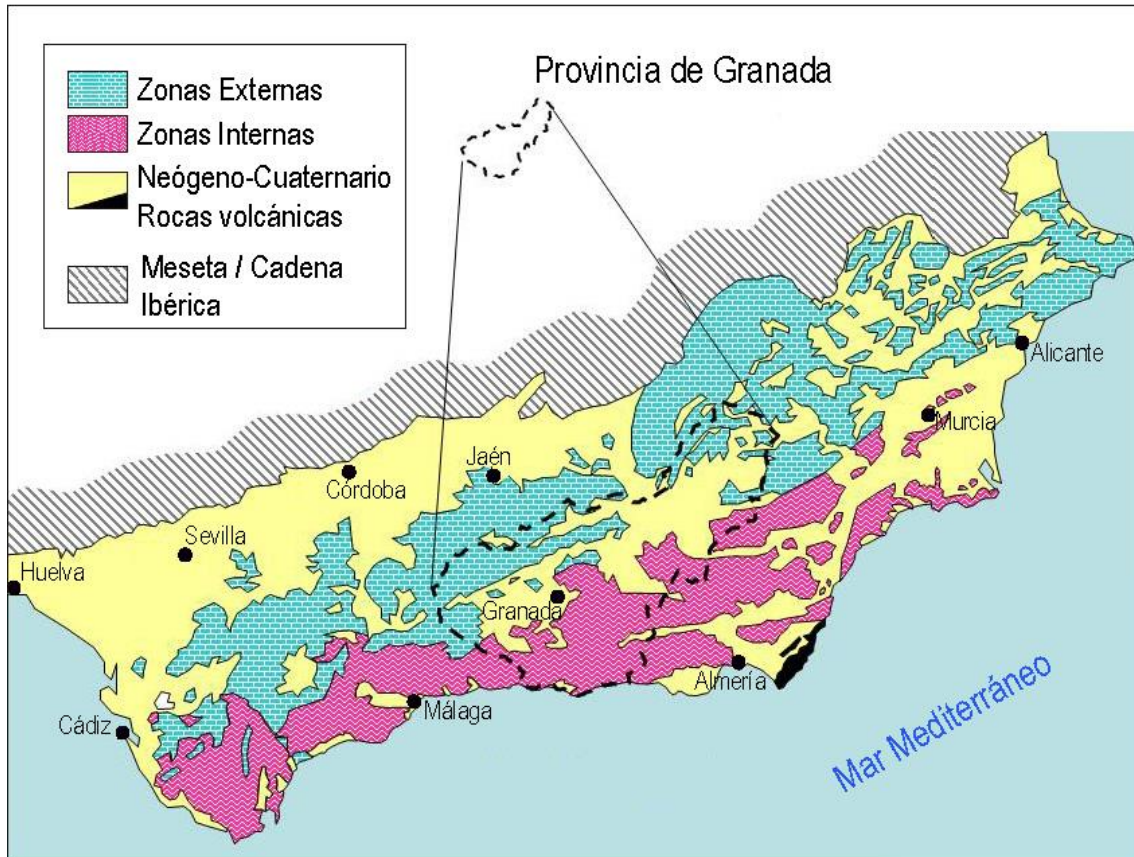 Provincia de Granada
Zonas Externas
Zonas Internas
Neógeno-Cuaternario
Rocas volcánicas
Meseta / Cadena
Ibérica
Alicante
Murcia
Jaén
Córdoba
Sevilla
Huelva
Granada
Almería
Málaga
Cádiz
Mar Mediterráneo